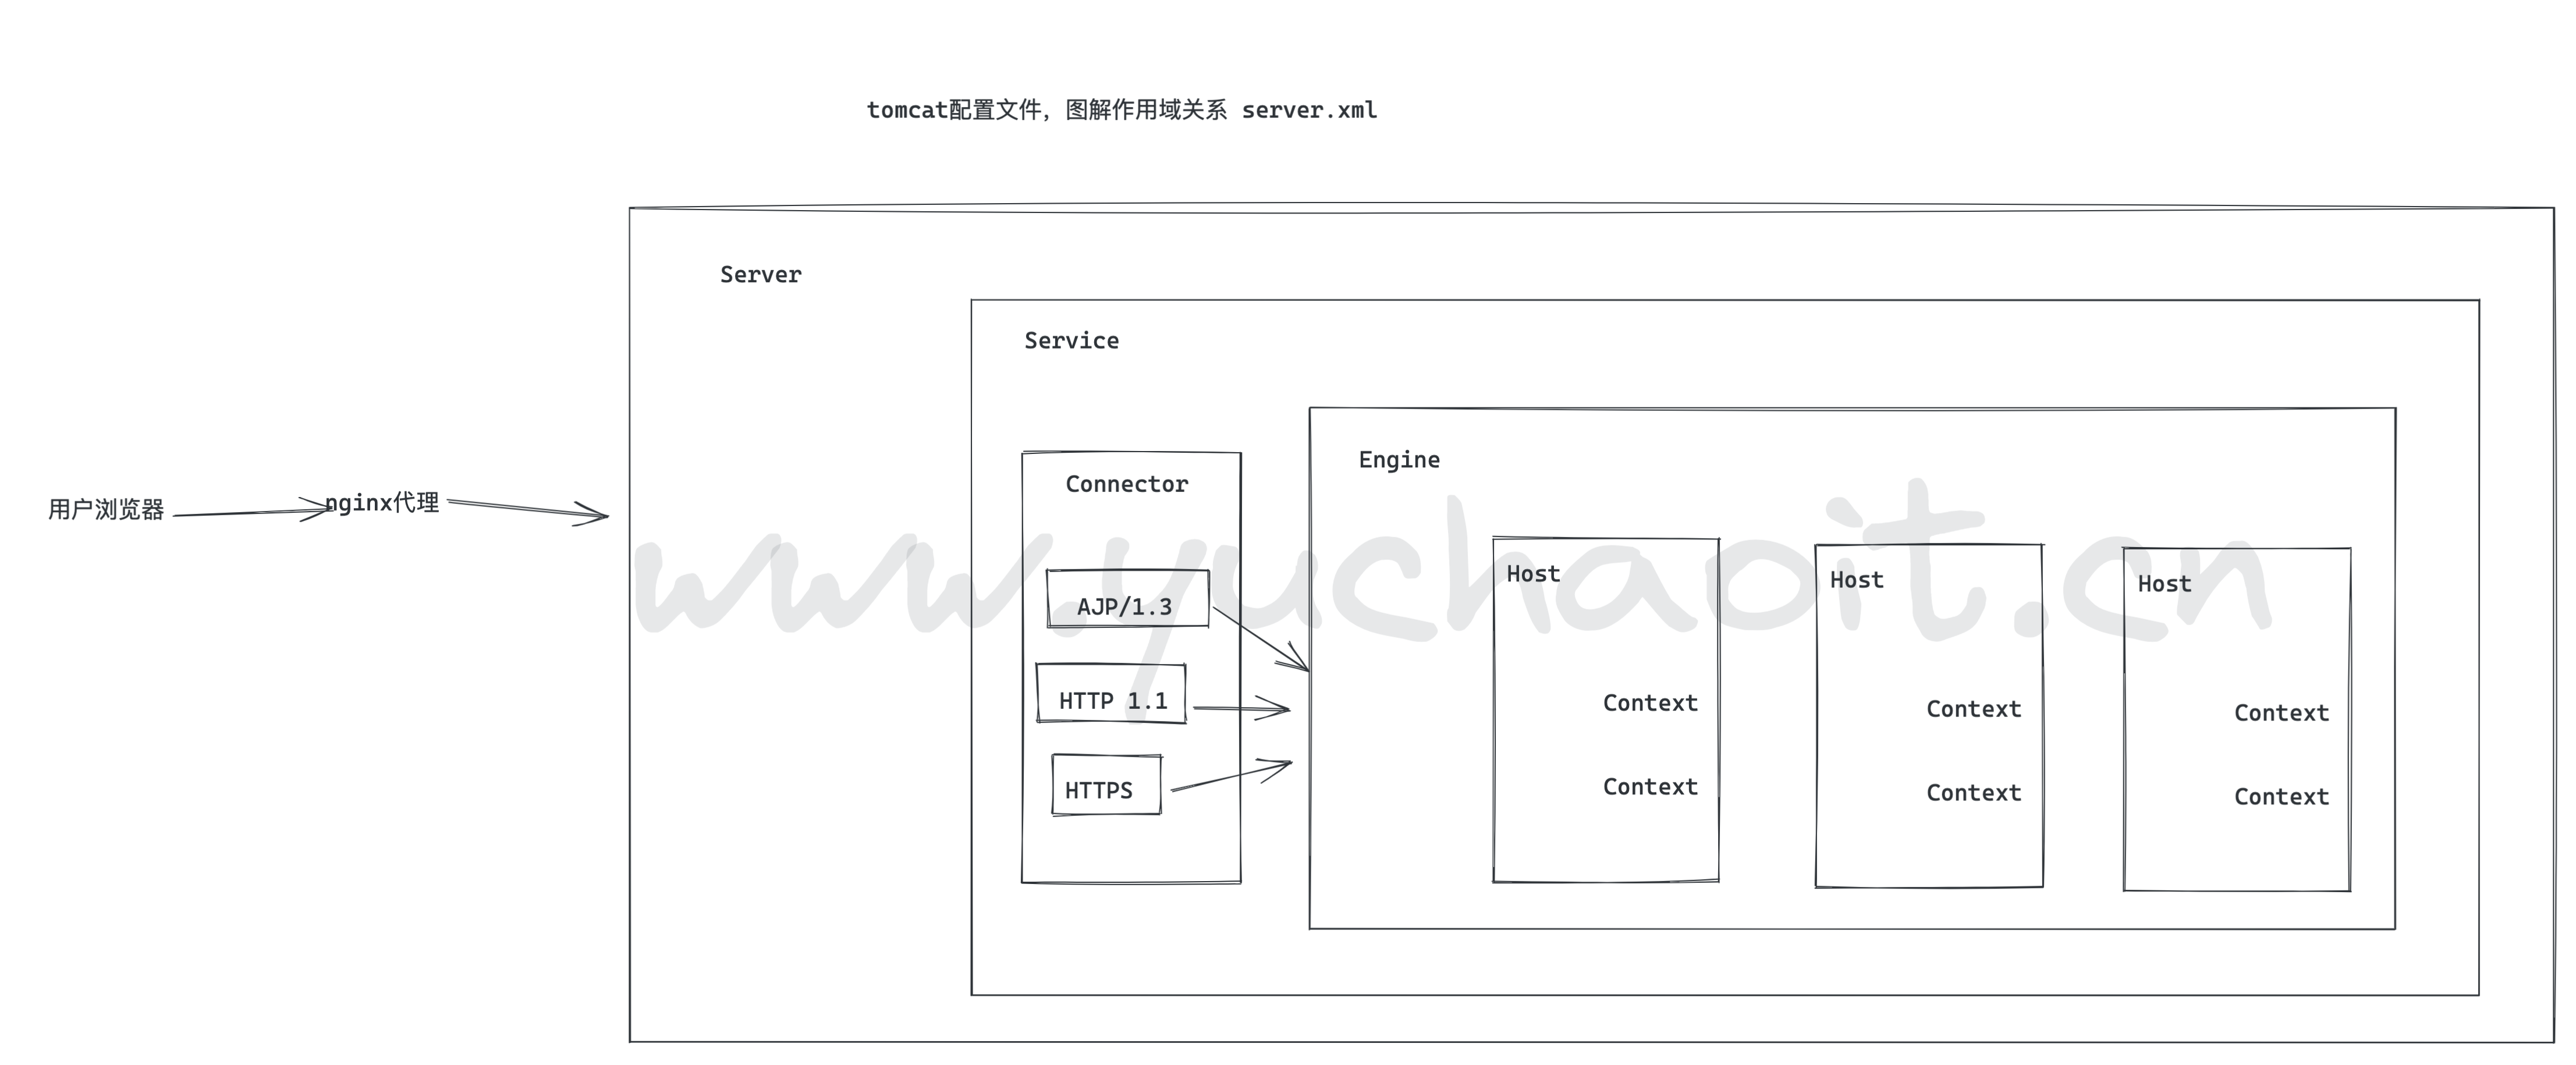 tomcat配置文件，图解作用域关系 server.xml
Server
Service
Engine
Connector
用户浏览器
nginx代理
www.yuchaoit.cn
Host
Host
Host
AJP/1.3
HTTP 1.1
HTTPS
Context
Context
Context
Context
Context
Context